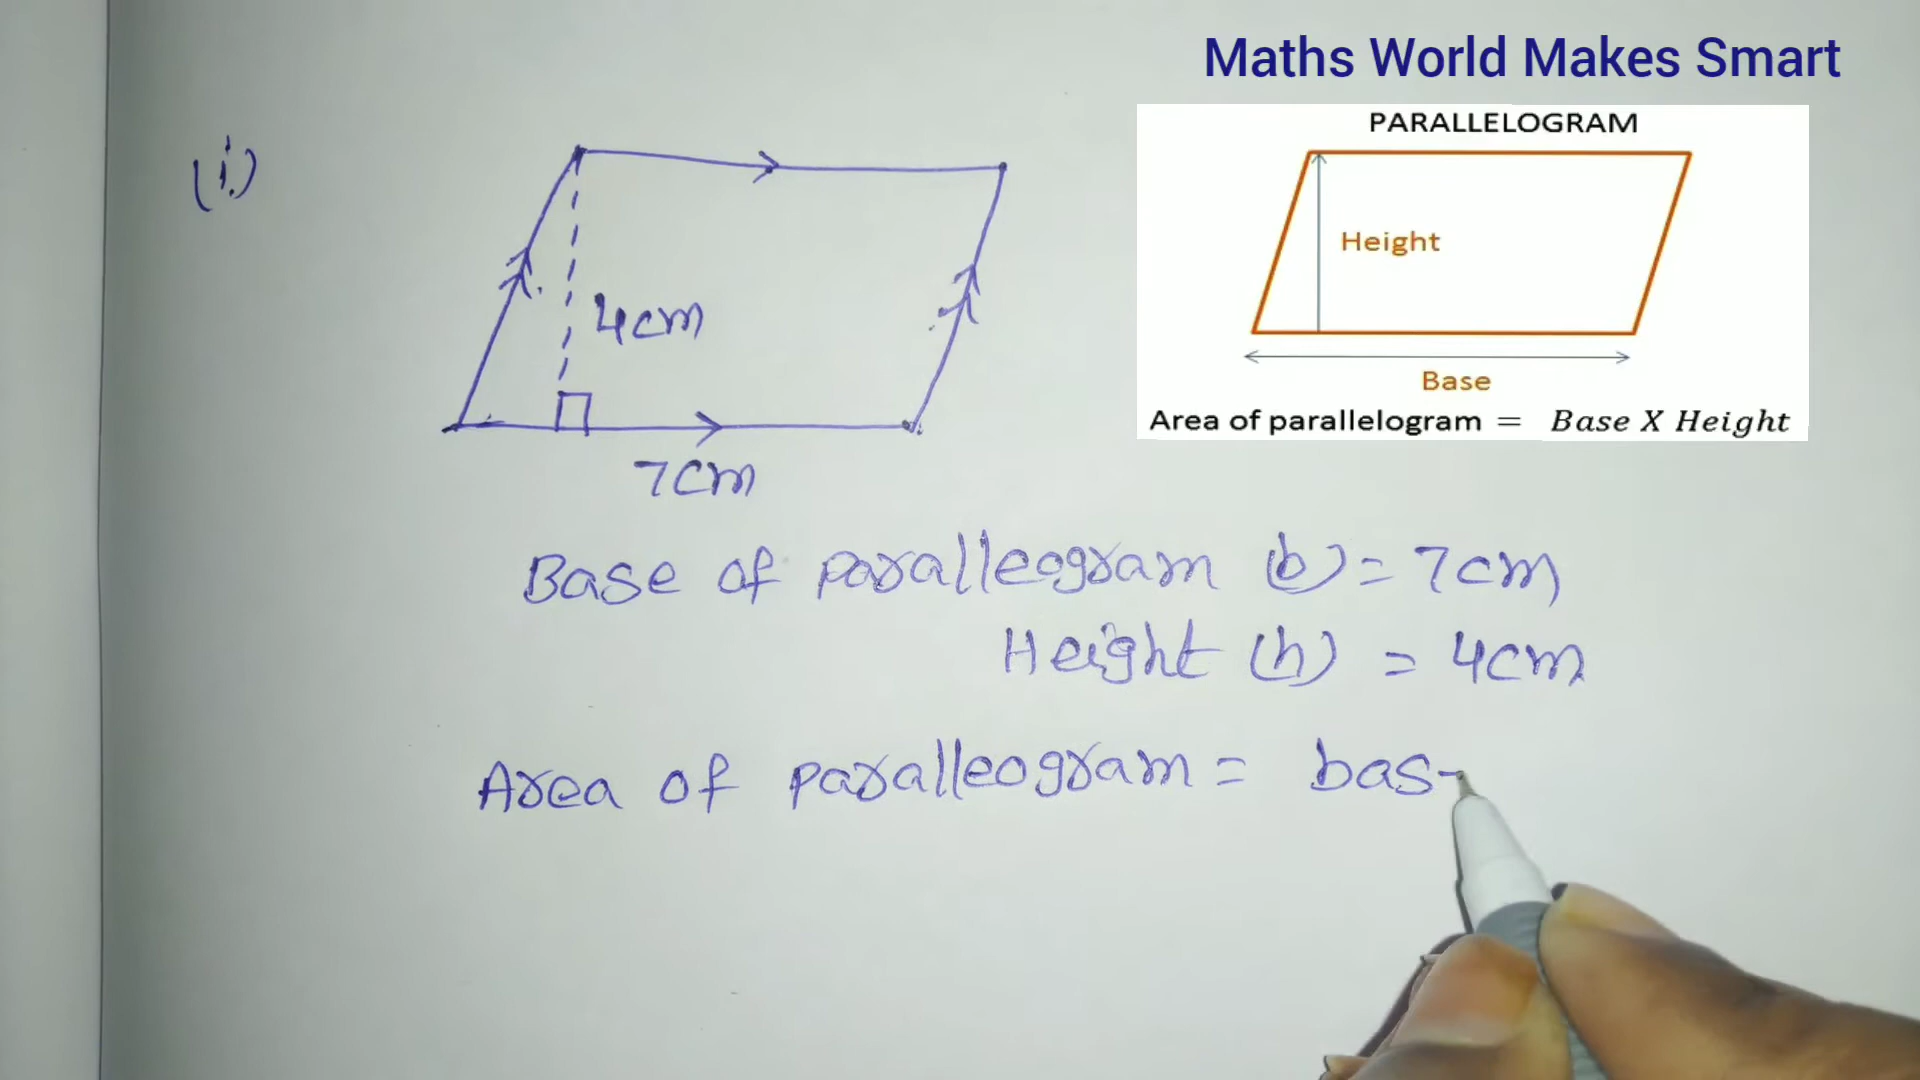 Maths World Makes Smart
PARALLELOGRAM
Height
Base
Area of parallelogram = Base X Height
(i)
4cm
7cm
Base of paralleogram (b) = 7cm
Height (h) = 4cm
Area of paralleogram = bas